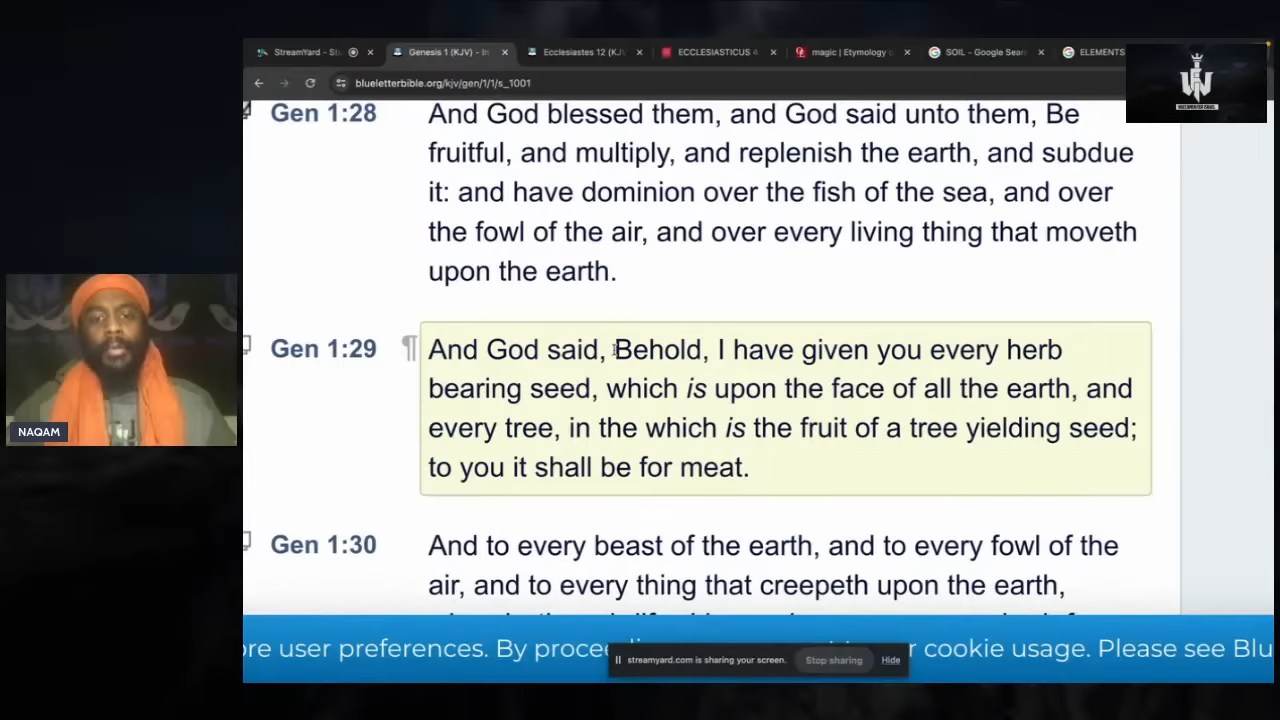 StreamYard - St
Genesis 1 (KJV) - In
Ecclesiastes 12 (KJ
ECCLESIASTICUS 4
magic | Etymology o
SOIL - Google Sear
ELEMENTS
blueletterbible.org/kjv/gen/1/1/s_1001
Gen 1:28
And God blessed them, and God said unto them, Be
fruitful, and multiply, and replenish the earth, and subdue
it: and have dominion over the fish of the sea, and over
the fowl of the air, and over every living thing that moveth
upon the earth.
Gen 1:29
¶ And God said, Behold, I have given you every herb
bearing seed, which is upon the face of all the earth, and
every tree, in the which is the fruit of a tree yielding seed;
to you it shall be for meat.
Gen 1:30
And to every beast of the earth, and to every fowl of the
air, and to every thing that creepeth upon the earth,
NAQAM
ore user preferences. By proce
r cookie usage. Please see Blu
streamyard.com is sharing your screen.
Stop sharing
Hide